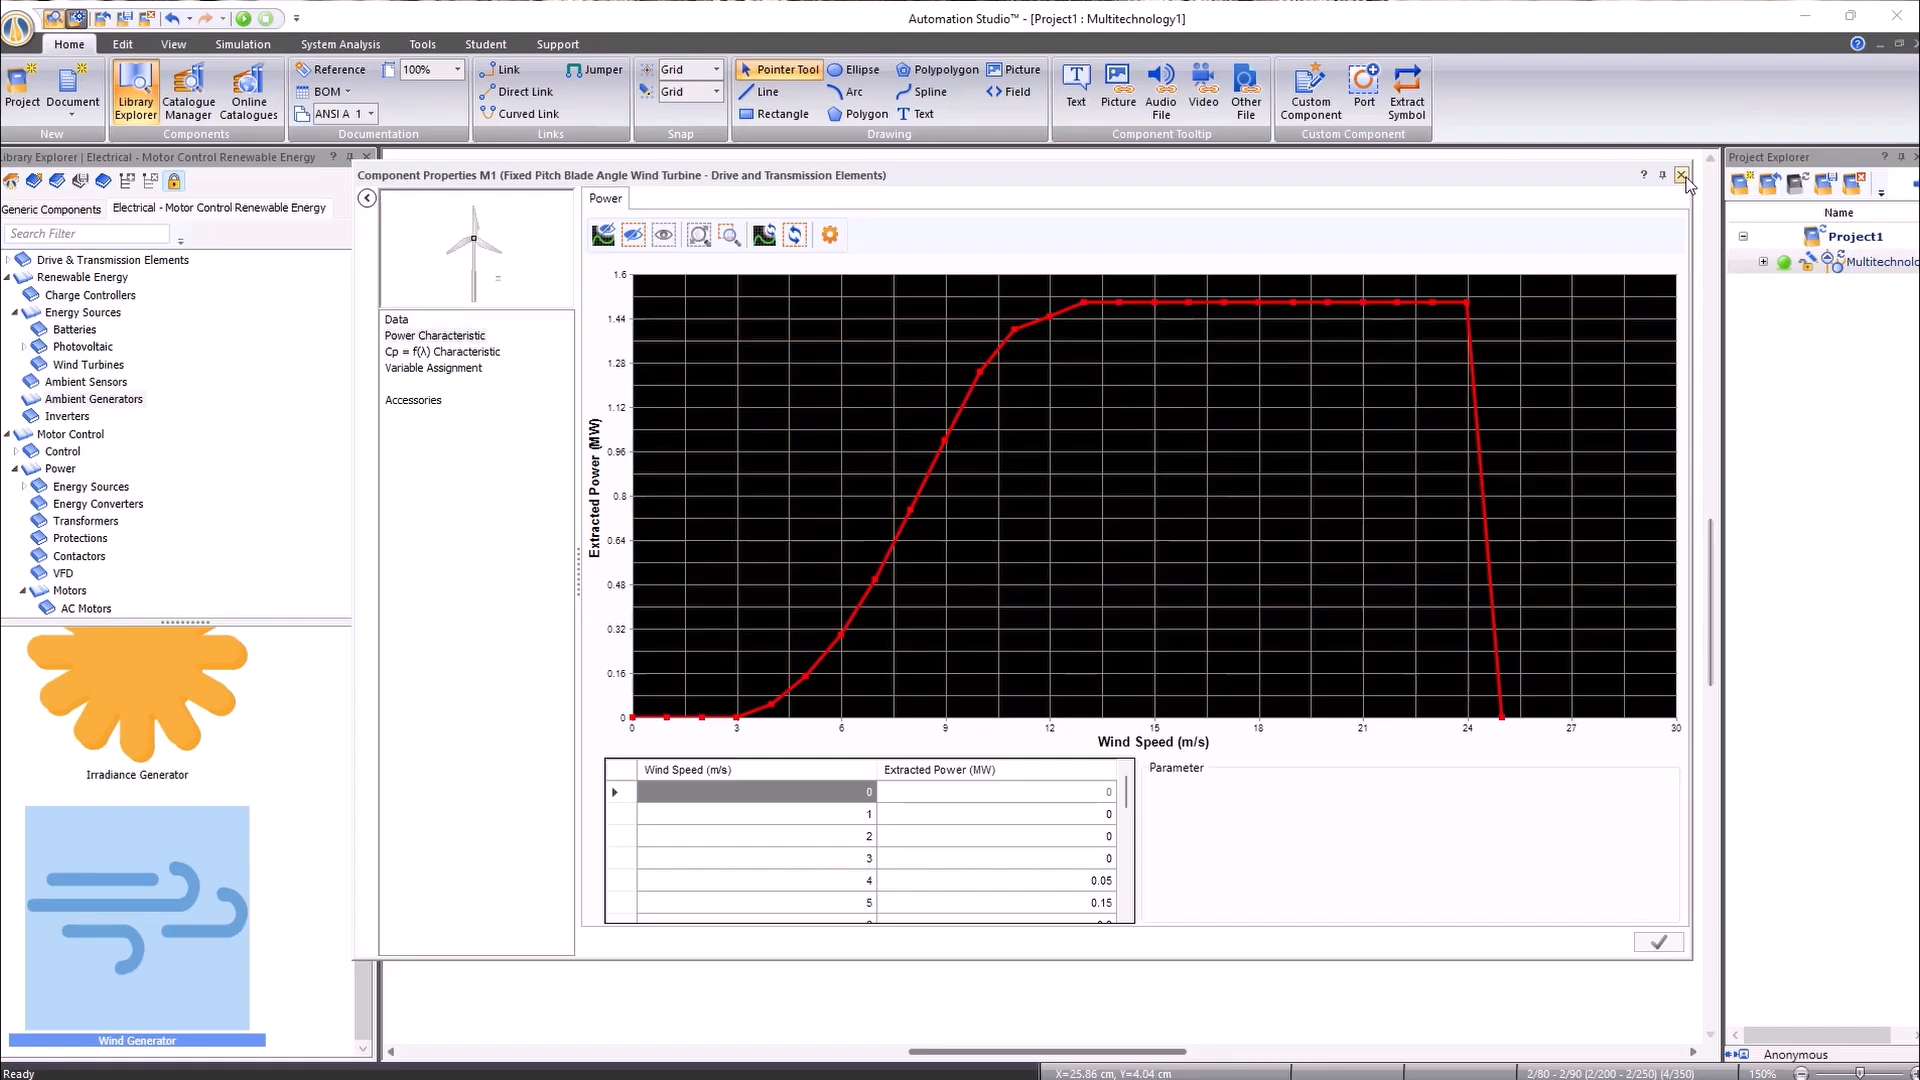 Automation Studio™ - [Project1 : Multitechnology1]
Home Edit View Simulation System Analysis Tools Student Support
Project
Document
New
Library Explorer
Catalogue Manager
Online Catalogues
Components
Reference
BOM
ANSI A 1
100%
Documentation
Link
Jumper
Direct Link
Curved Link
Links
Grid
Grid
Snap
Pointer Tool
Ellipse
Polypolygon
Picture
Line
Arc
Spline
Field
Rectangle
Polygon
Text
Drawing
Text
Picture
Audio File
Video
Other File
Component Tooltip
Custom Component
Port
Extract Symbol
Custom Component
ibrary Explorer | Electrical - Motor Control Renewable Energy
Generic Components
Electrical - Motor Control Renewable Energy
Search Filter
Drive & Transmission Elements
Renewable Energy
Charge Controllers
Energy Sources
Batteries
Photovoltaic
Wind Turbines
Ambient Sensors
Ambient Generators
Inverters
Motor Control
Control
Power
Energy Sources
Energy Converters
Transformers
Protections
Contactors
VFD
Motors
AC Motors
Irradiance Generator
Wind Generator
Component Properties M1 (Fixed Pitch Blade Angle Wind Turbine - Drive and Transmission Elements)
Data
Power Characteristic
Cp = f(λ) Characteristic
Variable Assignment
Accessories
Power
Extracted Power (MW)
1.6
1.44
1.28
1.12
0.96
0.8
0.64
0.48
0.32
0.16
0
0 3 6 9 12 15 18 21 24 27 30
Wind Speed (m/s)
Wind Speed (m/s) Extracted Power (MW)
0 0
1 0
2 0
3 0
4 0.05
5 0.15
Parameter
Project Explorer
Name
Project1
Multitechnolo
Anonymous
Ready
X=25.86 cm, Y=4.04 cm
2/80 - 2/90 (2/200 - 2/250) (4/350)
150%